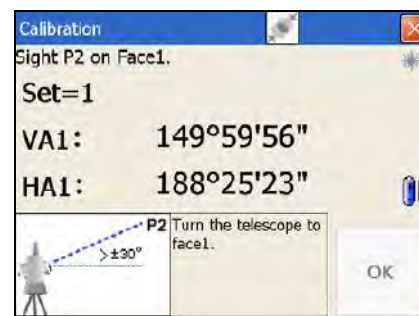 Calibration
Sight P2 on Face1.
Set=1
VA1: 149°59'56"
HA1: 188°25'23"
P2
>±30°
Turn the telescope to
face1.
OK